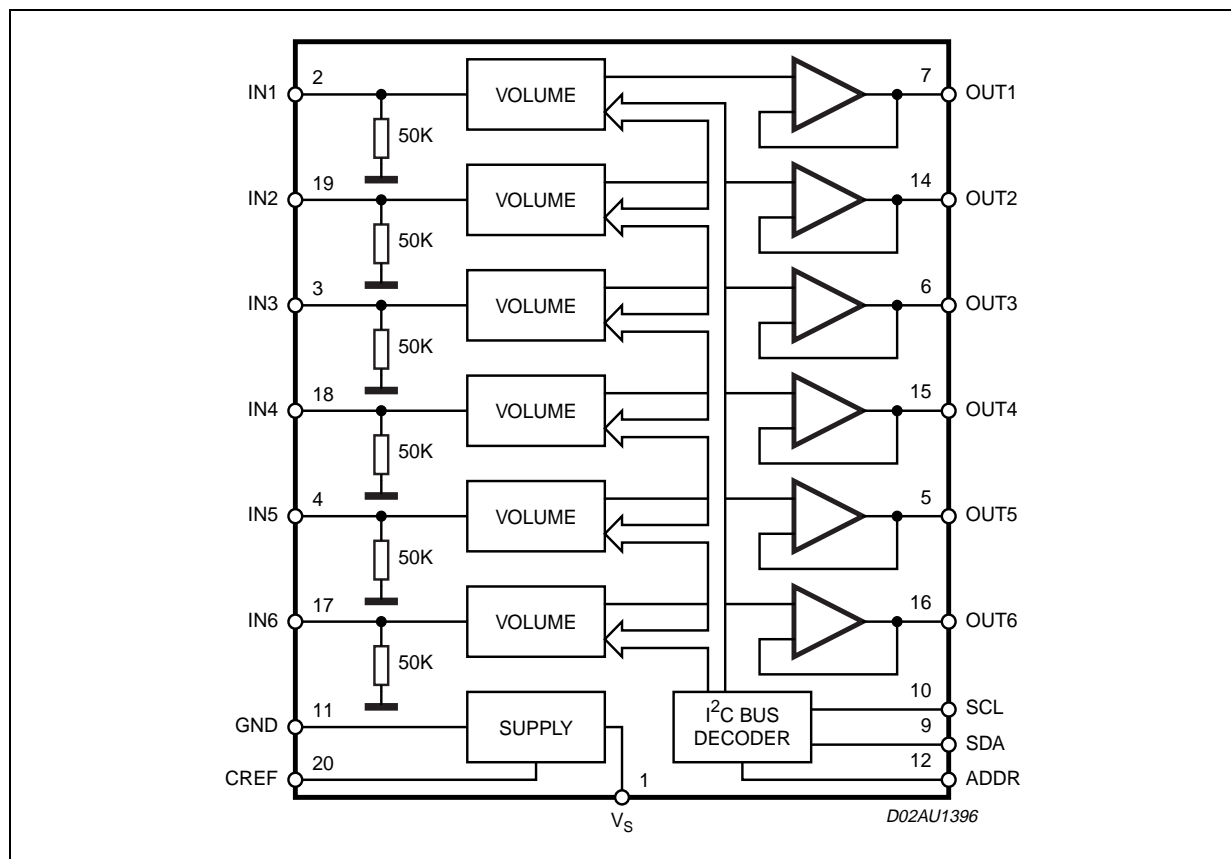 IN1 2 VOLUME 7 OUT1
50K
IN2 19 VOLUME 14 OUT2
50K
IN3 3 VOLUME 6 OUT3
50K
IN4 18 VOLUME 15 OUT4
50K
IN5 4 VOLUME 5 OUT5
50K
IN6 17 VOLUME 16 OUT6
50K
GND 11 SUPPLY
I²C BUS
DECODER
10 SCL
9 SDA
12 ADDR
CREF 20
1
V_S
D02AU1396